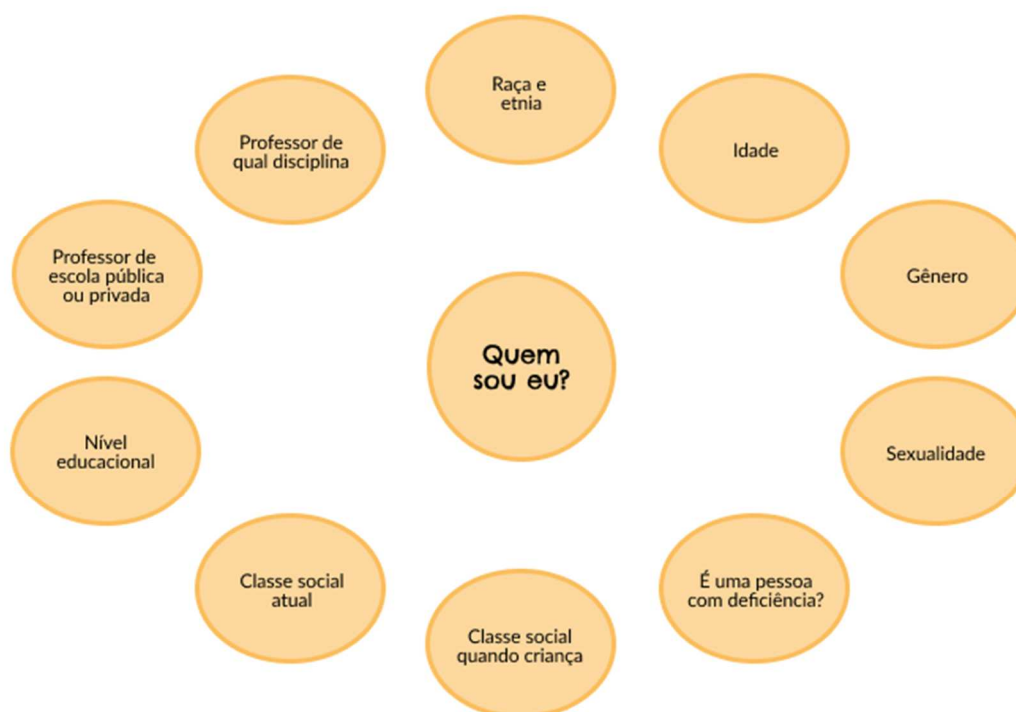 Raça e
etnia
Idade
Gênero
Sexualidade
É uma pessoa
com deficiência?
Classe social
quando criança
Classe social
atual
Nível
educacional
Professor de
escola pública
ou privada
Professor de
qual disciplina
Quem
sou eu?